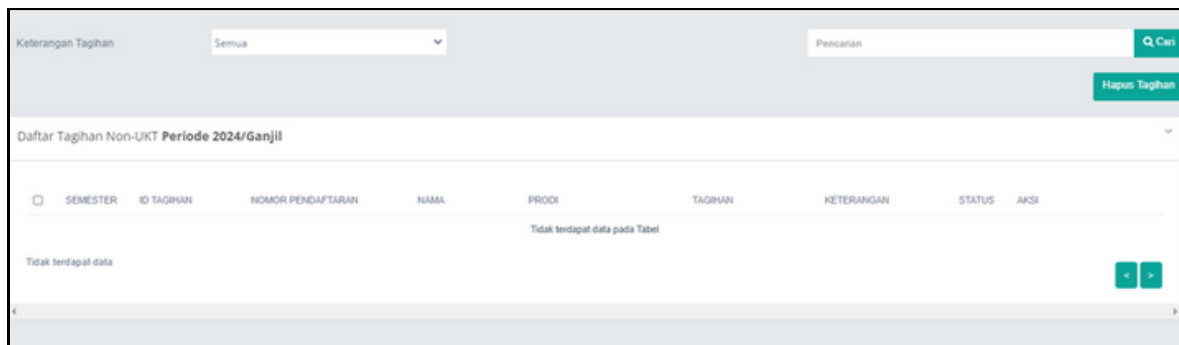 Keterangan Tagihan Semua Pencarian Cari
Hapus Tagihan
Daftar Tagihan Non-UKT Periode 2024/Ganjil
SEMESTER ID TAGIHAN NOMOR PENDAFTARAN NAMA PRODI TAGIHAN KETERANGAN STATUS AKSI
Tidak terdapat data pada Tabel
Tidak terdapat data
< >